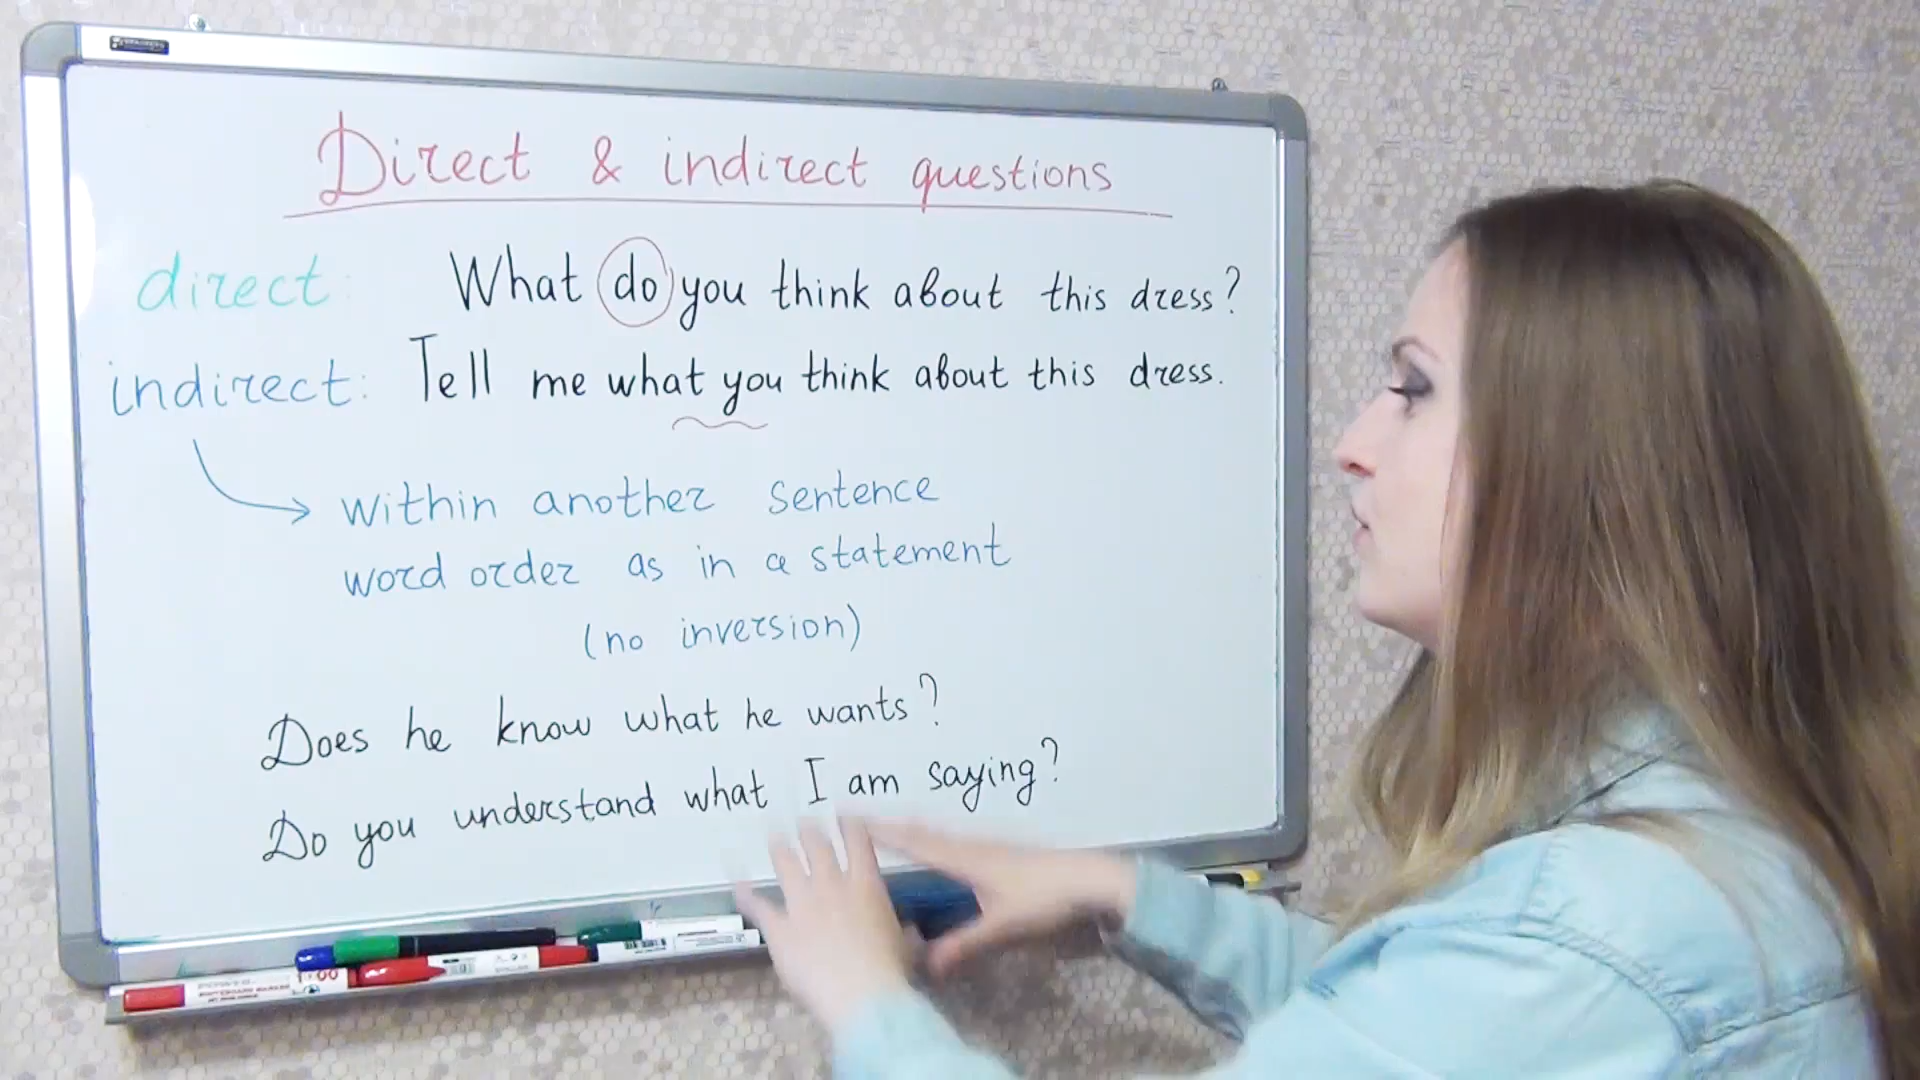 Direct & indirect questions
direct: What do you think about this dress?
indirect: Tell me what you think about this dress.
within another sentence
word order as in a statement
(no inversion)
Does he know what he wants?
Do you understand what I am saying?